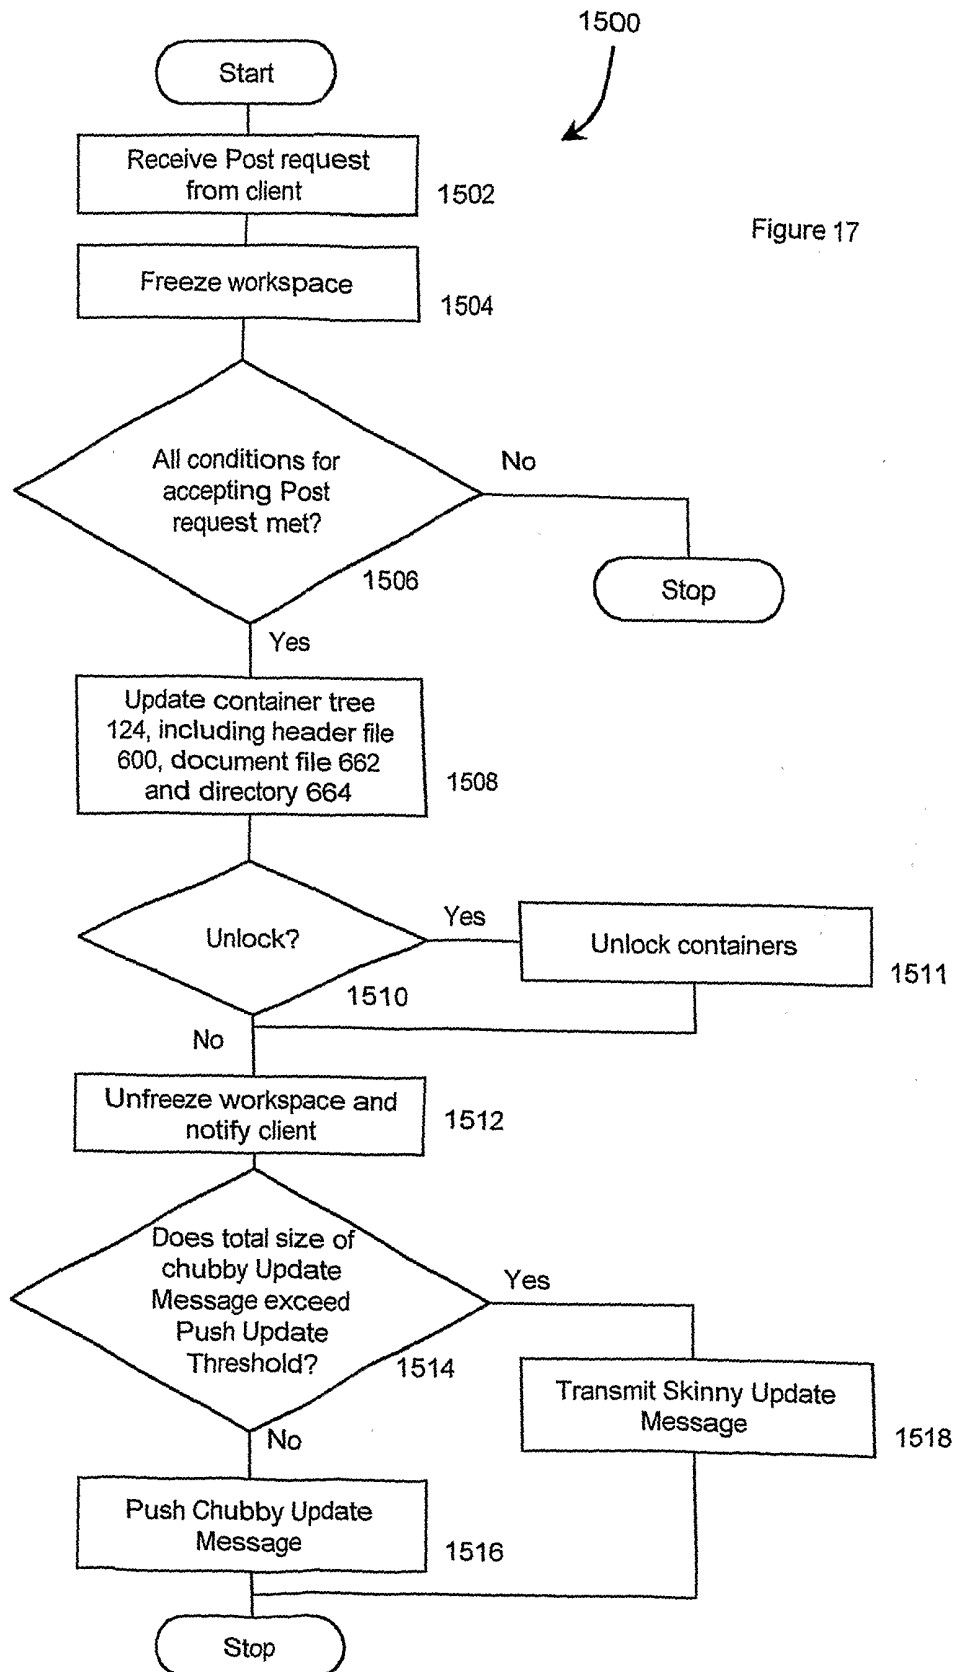 1500
Start
Receive Post request
from client
1502
Figure 17
Freeze workspace
1504
All conditions for
accepting Post
request met?
1506
No
Stop
Yes
Update container tree
124, including header file
600, document file 662
and directory 664
1508
Unlock?
1510
Yes
Unlock containers
1511
No
Unfreeze workspace and
notify client
1512
Does total size of
chubby Update
Message exceed
Push Update
Threshold?
1514
Yes
Transmit Skinny Update
Message
1518
No
Push Chubby Update
Message
1516
Stop